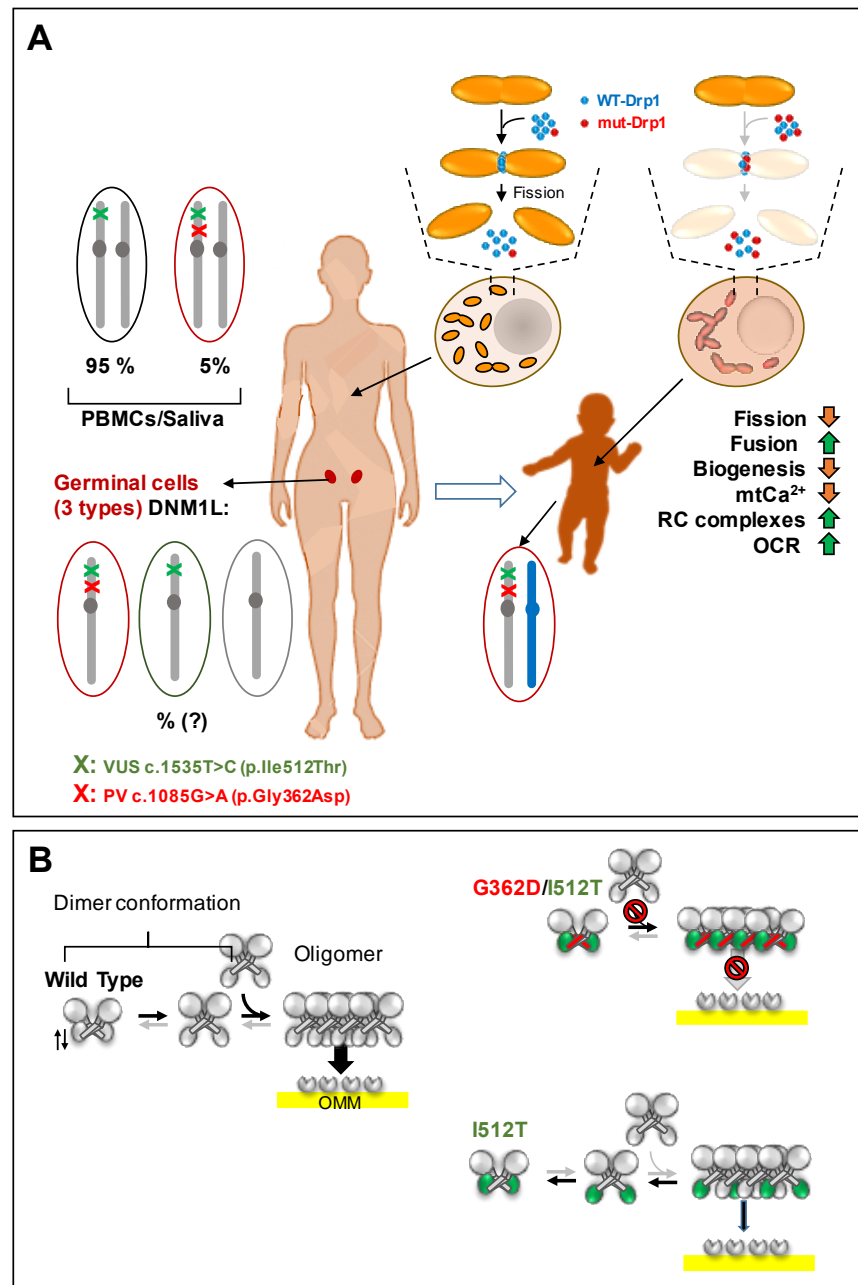 A
WT-Drp1
mut-Drp1
Fission
95 %
5%
PBMCs/Saliva
Germinal cells
(3 types) DNM1L:
% (?)
Fission
Fusion
Biogenesis
mtCa²⁺
RC complexes
OCR
X: VUS c.1535T>C (p.Ile512Thr)
X: PV c.1085G>A (p.Gly362Asp)
B
Dimer conformation
Wild Type
Oligomer
OMM
G362D/I512T
I512T